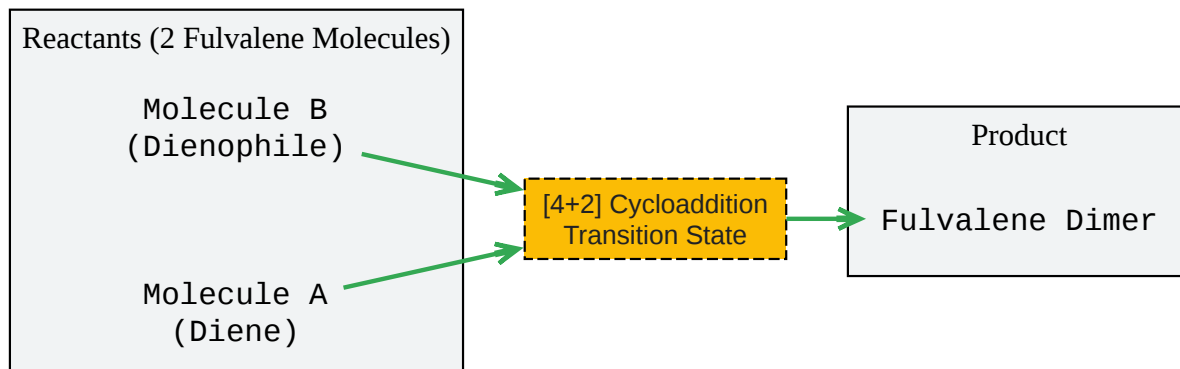 Reactants (2 Fulvalene Molecules)
Molecule B
(Dienophile)
Molecule A
(Diene)
[4+2] Cycloaddition
Transition State
Product
Fulvalene Dimer